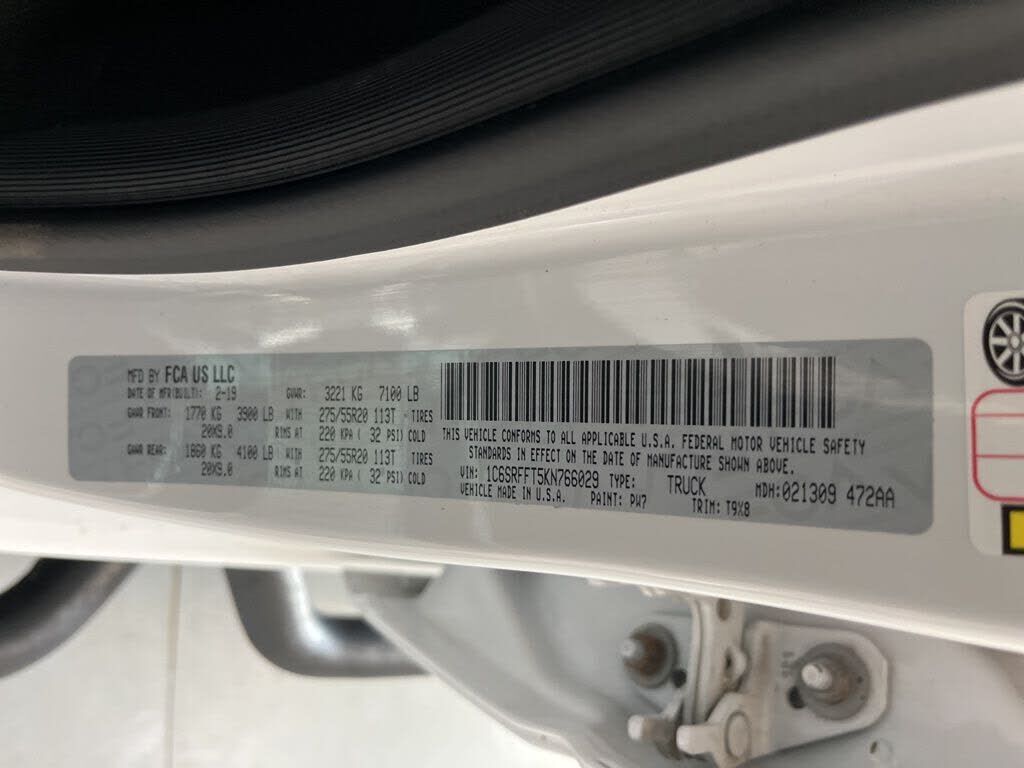 MFD BY FCA US LLC
DATE OF MFR(BUILT): 2-19 GVWR: 3221 KG 7100 LB
GAWR FRONT: 1770 KG 3900 LB WITH 275/55R20 113T TIRES
20X9.0 RIMS AT 220 KPA ( 32 PSI) COLD
GAWR REAR: 1860 KG 4100 LB WITH 275/55R20 113T TIRES
20X9.0 RIMS AT 220 KPA ( 32 PSI) COLD
THIS VEHICLE CONFORMS TO ALL APPLICABLE U.S.A. FEDERAL MOTOR VEHICLE SAFETY
STANDARDS IN EFFECT ON THE DATE OF MANUFACTURE SHOWN ABOVE.
VIN: 1C6SRFFT5KN766029 TYPE: TRUCK MDH:021309 472AA
VEHICLE MADE IN U.S.A. PAINT: PW7 TRIM: T9X8